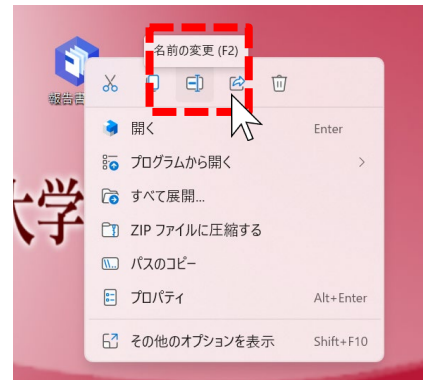 名前の変更 (F2)
報告書
開く Enter
プログラムから開く
すべて展開...
ZIP ファイルに圧縮する
パスのコピー
プロパティ Alt+Enter
その他のオプションを表示 Shift+F10
大学